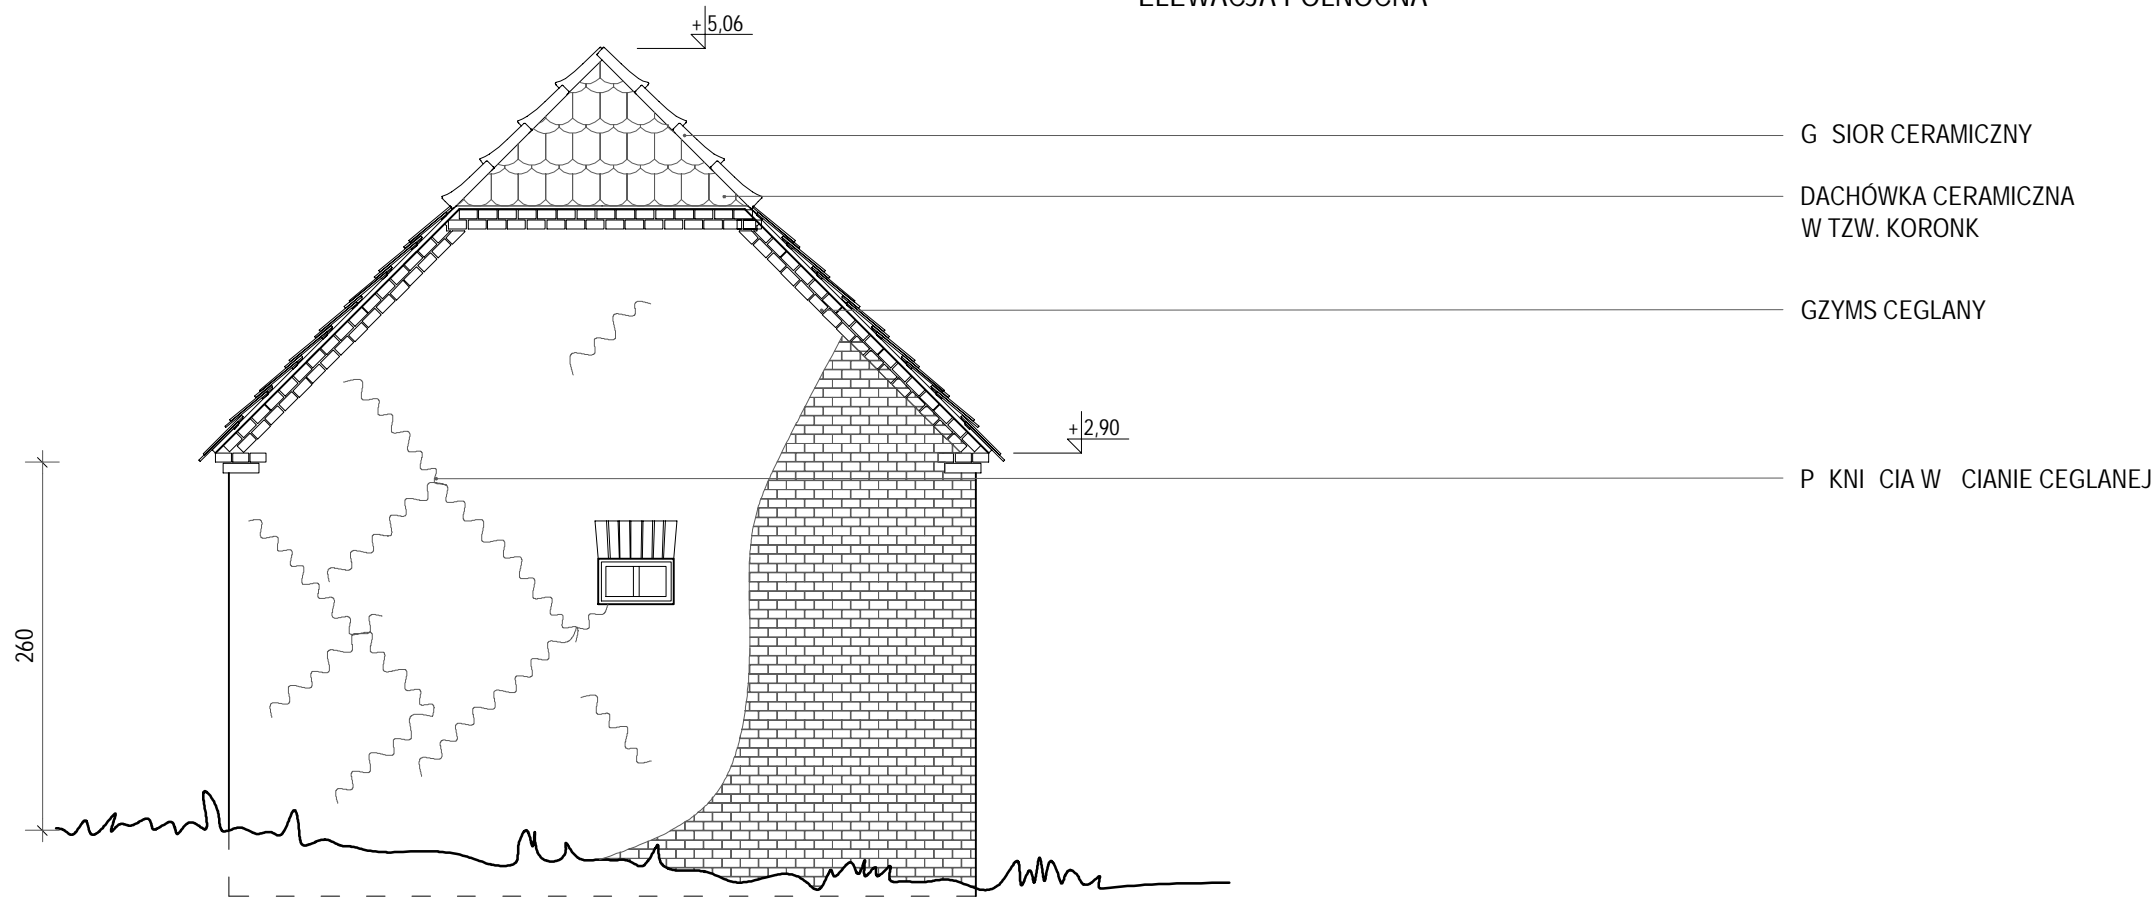 ELEWACJA PÓŁNOCNA
+5,06
G SIOR CERAMICZNY
DACHÓWKA CERAMICZNA
W TZW. KORONK
GZYMS CEGLANY
+2,90
P KNI CIA W CIANIE CEGLANEJ
260